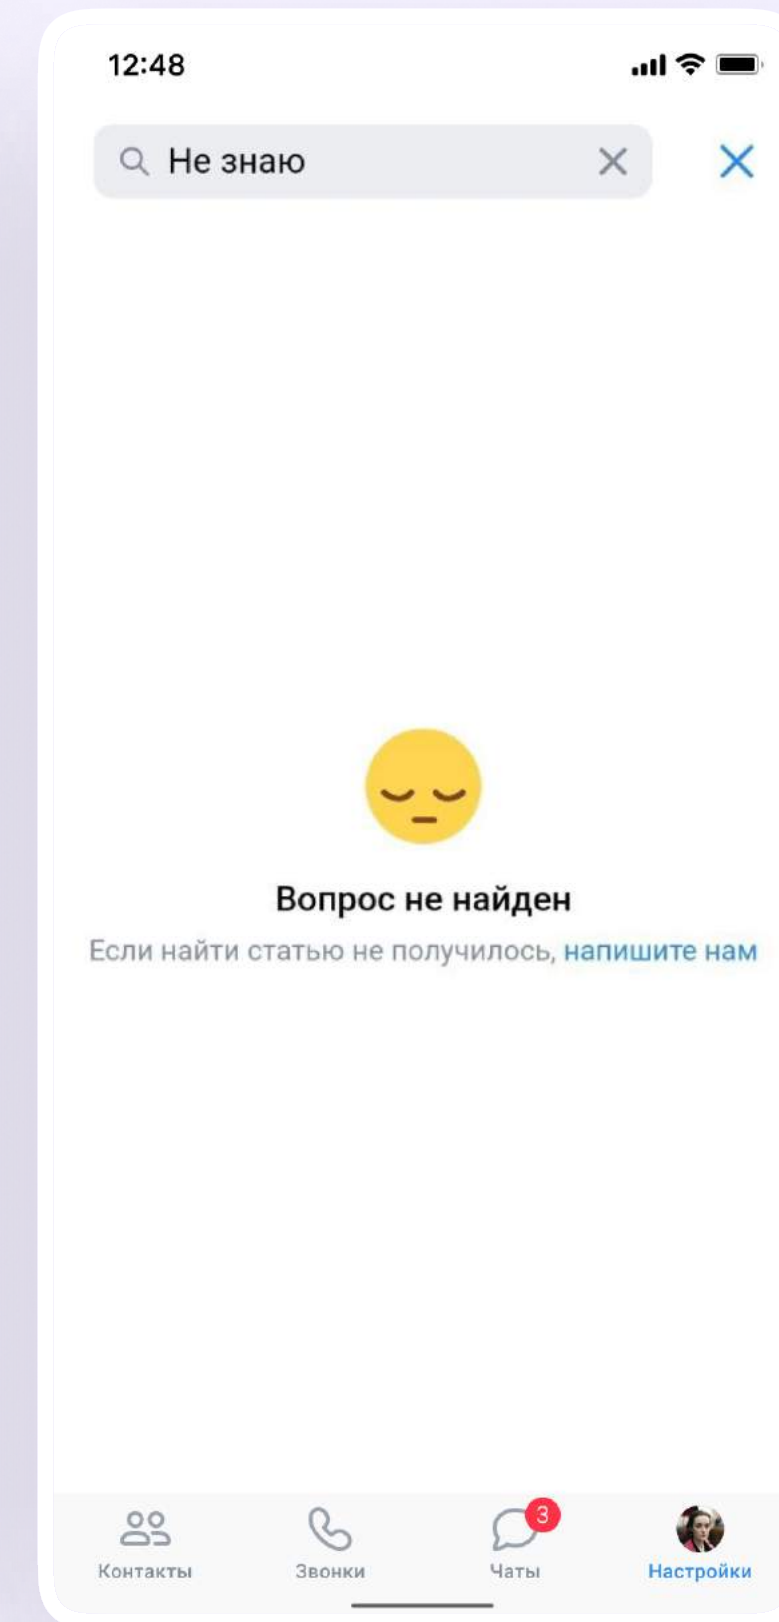 12:48
Не знаю
Вопрос не найден
Если найти статью не получилось, напишите нам
3
Контакты
Звонки
Чаты
Настройки